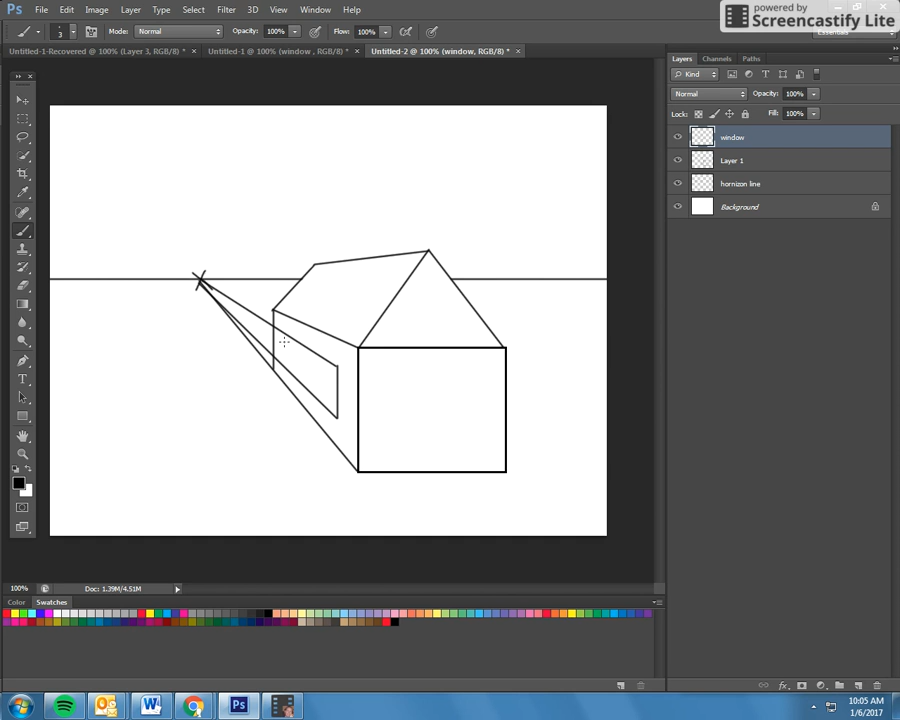 Ps File Edit Image Layer Type Select Filter 3D View Window Help
powered by
Screencastify Lite
3 Mode: Normal Opacity: 100% Flow: 100%
Untitled-1-Recovered @ 100% (Layer 3, RGB/8) * × Untitled-1 @ 100% (window , RGB/8) * × Untitled-2 @ 100% (window, RGB/8) * ×
Layers Channels Paths
Kind
Normal Opacity: 100%
Lock: Fill: 100%
window
Layer 1
hornizon line
Background
100% Doc: 1.39M/4.51M
Color Swatches
10:05 AM
1/6/2017